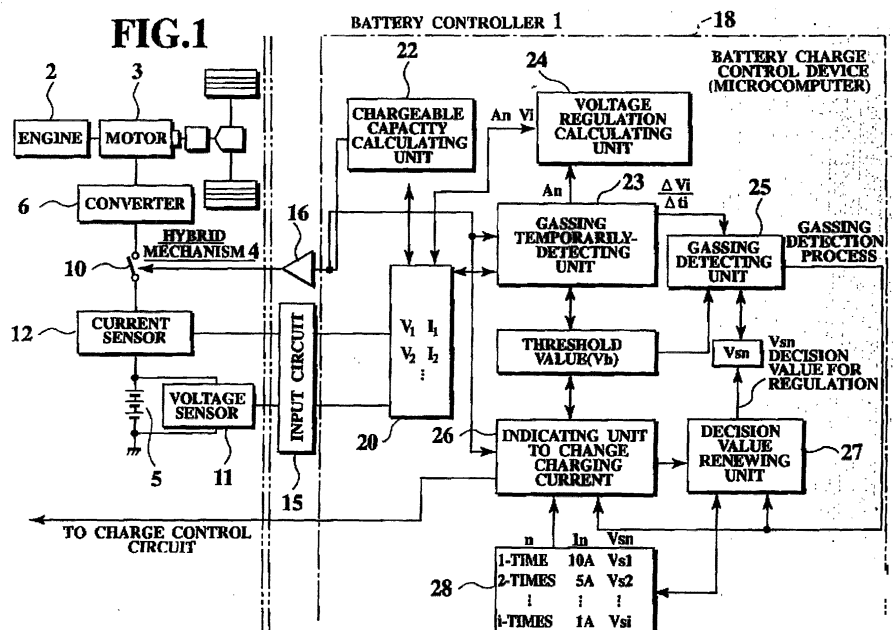 FIG.1
BATTERY CONTROLLER 1
18
BATTERY CHARGE
CONTROL DEVICE
(MICROCOMPUTER)
2
3
ENGINE
MOTOR
6
CONVERTER
HYBRID
MECHANISM 4
10
16
12
CURRENT
SENSOR
VOLTAGE
SENSOR
5
11
INPUT CIRCUIT
15
22
CHARGEABLE
CAPACITY
CALCULATING
UNIT
24
An Vi
VOLTAGE
REGULATION
CALCULATING
UNIT
An
23
GASSING
TEMPORARILY-
DETECTING
UNIT
Δ Vi
Δ ti
25
GASSING
DETECTING
UNIT
GASSING
DETECTION
PROCESS
V1 I1
V2 I2
⋮
20
THRESHOLD
VALUE(Vb)
Vsn
Vsn
DECISION
VALUE FOR
REGULATION
26
INDICATING UNIT
TO CHANGE
CHARGING
CURRENT
DECISION
VALUE
RENEWING
UNIT
27
TO CHARGE CONTROL
CIRCUIT
n In Vsn
28
1-TIME 10A Vs1
2-TIMES 5A Vs2
⋮ ⋮ ⋮
i-TIMES 1A Vsi